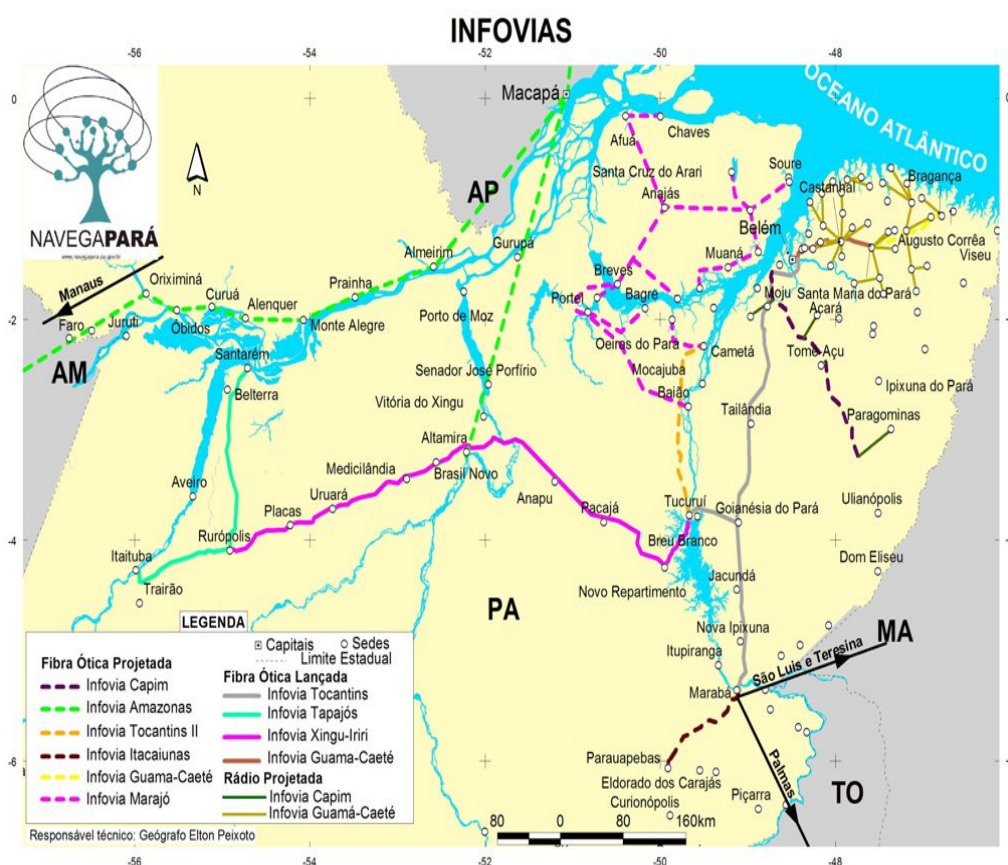 INFOVIAS
-56
-54
-52
-50
-48
0
-2
-4
-6
NAVEGAPARÁ
www.navegapara.pa.gov.br
N
OCEANO ATLÂNTICO
Macapá
Afuá
Chaves
Santa Cruz do Arari
Soure
Anajás
Castanhal
Bragança
AP
Belém
Augusto Corrêa
Viseu
Almeirim
Gurupá
Muaná
Manaus
Oriximiná
Prainha
Breves
Curuá
Alenquer
Portel
Bagre
Moju
Santa Maria do Pará
Faro
Juruti
Óbidos
Monte Alegre
Porto de Moz
Acará
AM
Santarém
Oeiras do Pará
Cametá
Tomé-Açu
Senador José Porfírio
Mocajuba
Belterra
Baião
Ipixuna do Pará
Vitória do Xingu
Tailândia
Paragominas
Altamira
Medicilândia
Brasil Novo
Aveiro
Uruará
Anapu
Tucuruí
Ulianópolis
Placas
Pacajá
Goianésia do Pará
Rurópolis
Breu Branco
Itaituba
Dom Eliseu
Trairão
Novo Repartimento
Jacundá
PA
Nova Ipixuna
MA
Itupiranga
São Luis e Teresina
Marabá
Parauapebas
Eldorado dos Carajás
Curionópolis
Piçarra
Palmas
TO
LEGENDA
Capitais
Sedes
Limite Estadual
Fibra Ótica Projetada
Infovia Capim
Infovia Amazonas
Infovia Tocantins II
Infovia Itacaiunas
Infovia Guama-Caeté
Infovia Marajó
Fibra Ótica Lançada
Infovia Tocantins
Infovia Tapajós
Infovia Xingu-Iriri
Infovia Guama-Caeté
Rádio Projetada
Infovia Capim
Infovia Guamá-Caeté
Responsável técnico: Geógrafo Elton Peixoto
80 0 80 160km
-56
-54
-52
-50
-48